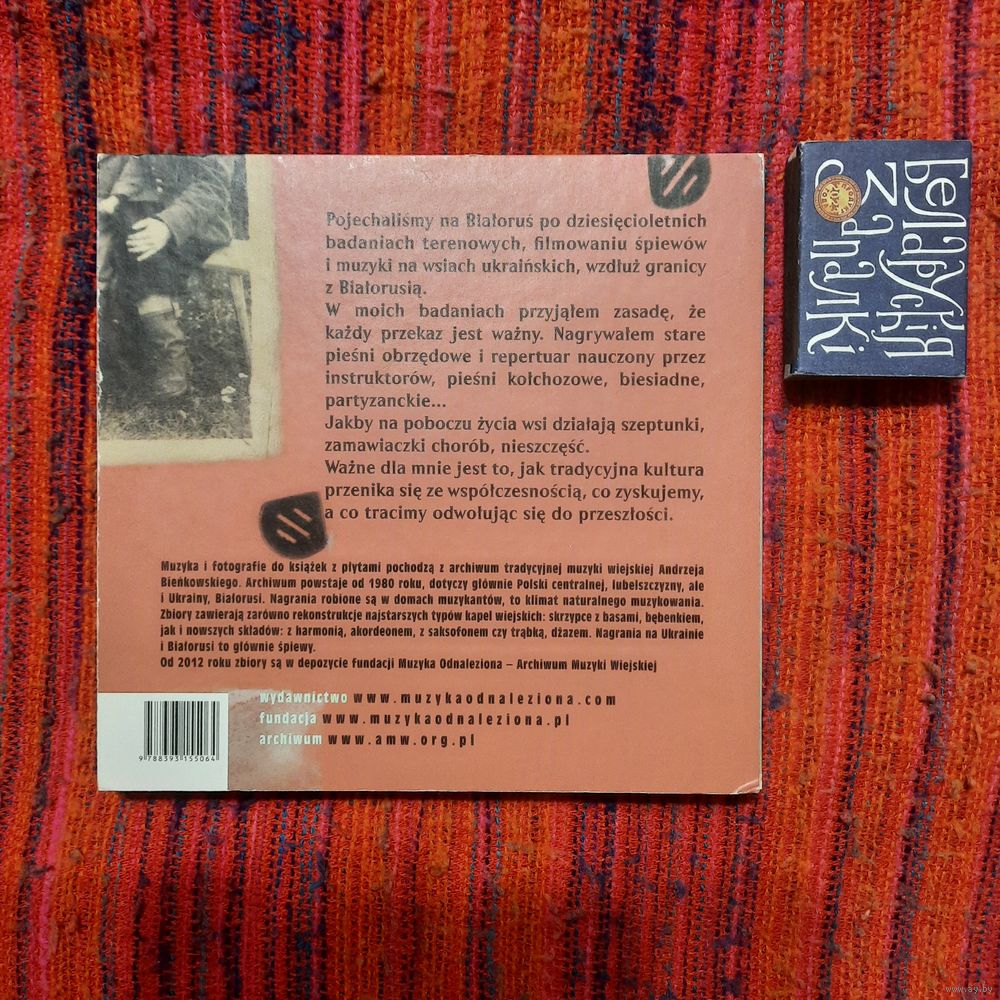 Pojechaliśmy na Białoruś po dziesięcioletnich
badaniach terenowych, filmowaniu śpiewów
i muzyki na wsiach ukraińskich, wzdłuż granicy
z Białorusią.
W moich badaniach przyjąłem zasadę, że
każdy przekaz jest ważny. Nagrywałem stare
pieśni obrzędowe i repertuar nauczony przez
instruktorów, pieśni kołchozowe, biesiadne,
partyzanckie...
Jakby na poboczu życia wsi działają szeptunki,
zamawiaczki chorób, nieszczęść.
Ważne dla mnie jest to, jak tradycyjna kultura
przenika się ze współczesnością, co zyskujemy,
a co tracimy odwołując się do przeszłości.
Muzyka i fotografie do książek z płytami pochodzą z archiwum tradycyjnej muzyki wiejskiej Andrzeja
Bieńkowskiego. Archiwum powstaje od 1980 roku, dotyczy głównie Polski centralnej, lubelszczyzny, ale
i Ukrainy, Białorusi. Nagrania robione są w domach muzykantów, to klimat naturalnego muzykowania.
Zbiory zawierają zarówno rekonstrukcje najstarszych typów kapel wiejskich: skrzypce z basami, bębenkiem,
jak i nowszych składów: z harmonią, akordeonem, z saksofonem czy trąbką, dżazem. Nagrania na Ukrainie
i Białorusi to głównie śpiewy.
Od 2012 roku zbiory są w depozycie fundacji Muzyka Odnaleziona – Archiwum Muzyki Wiejskiej
wydawnictwo www.muzykaodnaleziona.com
fundacja www.muzykaodnaleziona.pl
archiwum www.amw.org.pl
9 788393 155064
Беларускія
запалкі
www.ay.by